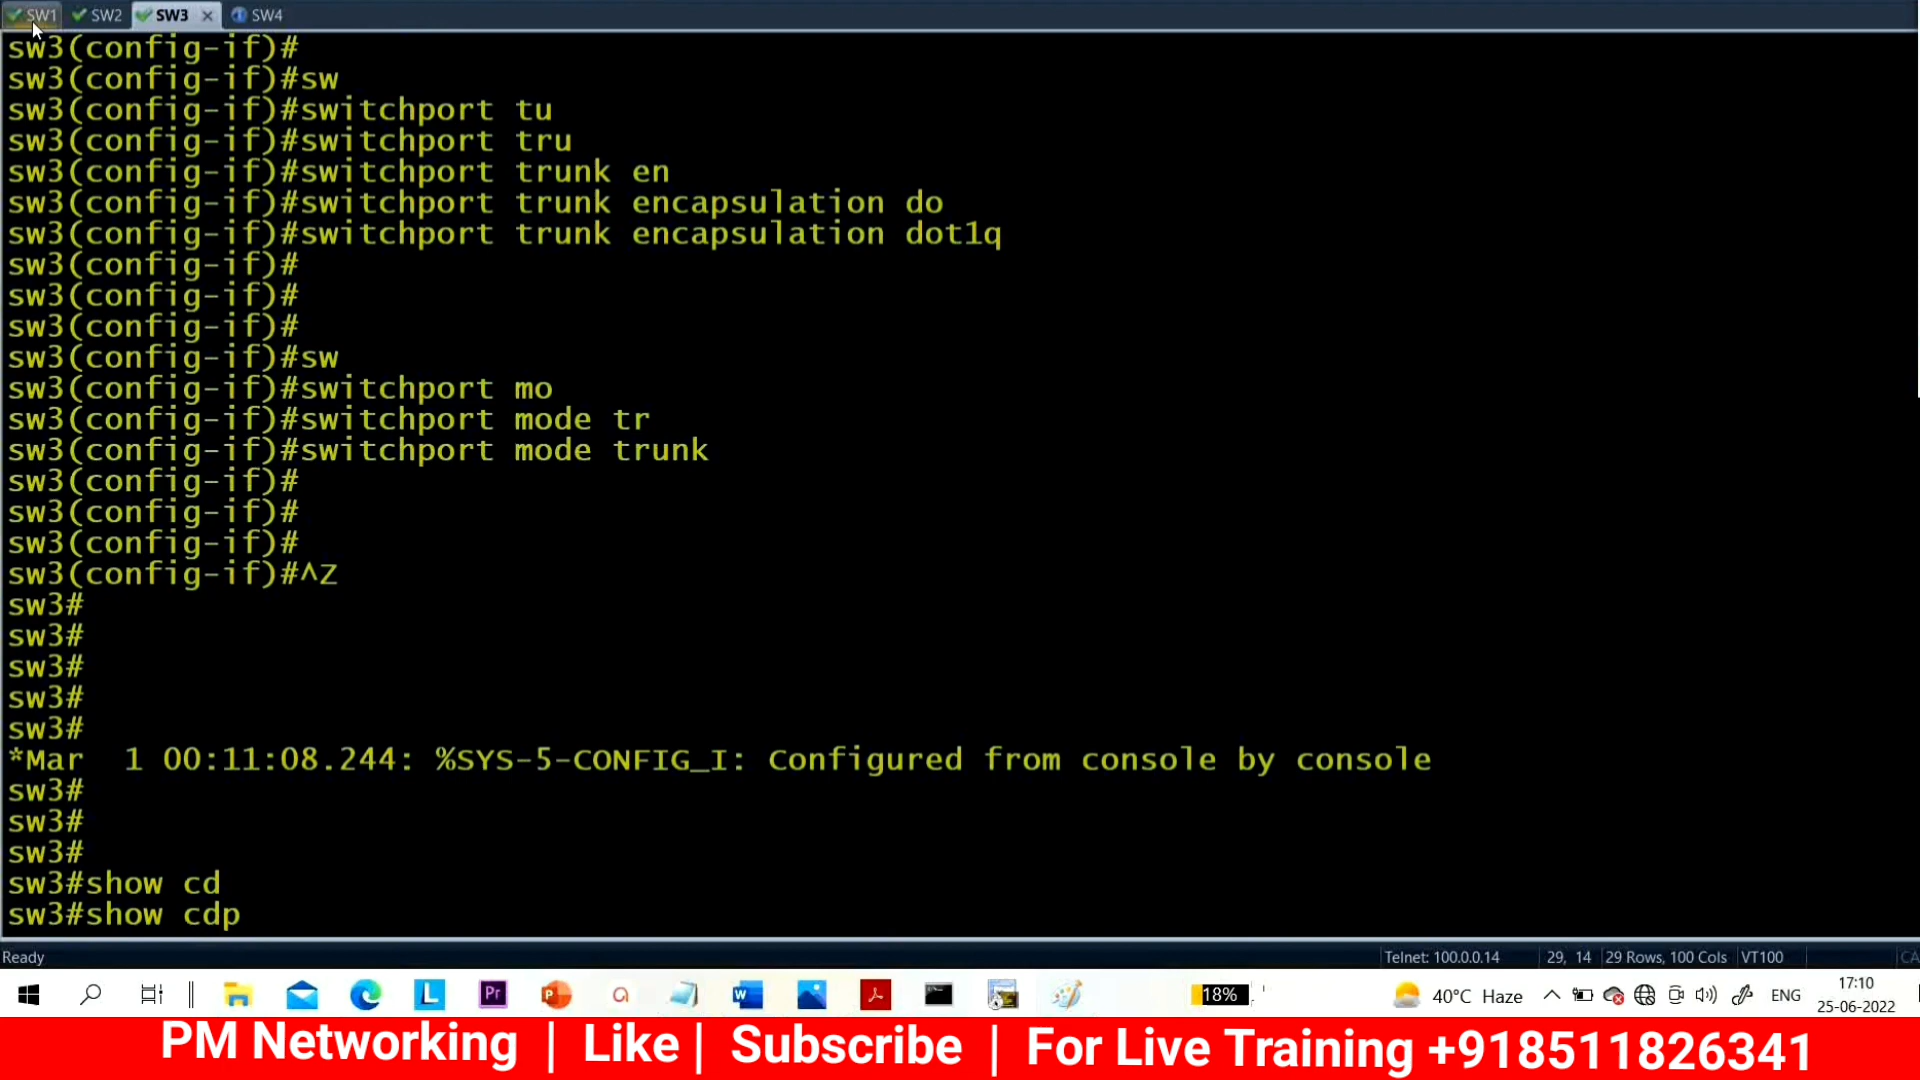 SW1 SW2 SW3 × SW4
sw3(config-if)#
sw3(config-if)#sw
sw3(config-if)#switchport tu
sw3(config-if)#switchport tru
sw3(config-if)#switchport trunk en
sw3(config-if)#switchport trunk encapsulation do
sw3(config-if)#switchport trunk encapsulation dot1q
sw3(config-if)#
sw3(config-if)#
sw3(config-if)#
sw3(config-if)#sw
sw3(config-if)#switchport mo
sw3(config-if)#switchport mode tr
sw3(config-if)#switchport mode trunk
sw3(config-if)#
sw3(config-if)#
sw3(config-if)#
sw3(config-if)#^Z
sw3#
sw3#
sw3#
sw3#
sw3#
*Mar  1 00:11:08.244: %SYS-5-CONFIG_I: Configured from console by console
sw3#
sw3#
sw3#
sw3#show cd
sw3#show cdp
Ready Telnet: 100.0.0.14 29, 14 29 Rows, 100 Cols VT100 CA
L Pr P W 18% 40°C Haze ENG 17:10
25-06-2022
PM Networking | Like | Subscribe | For Live Training +918511826341